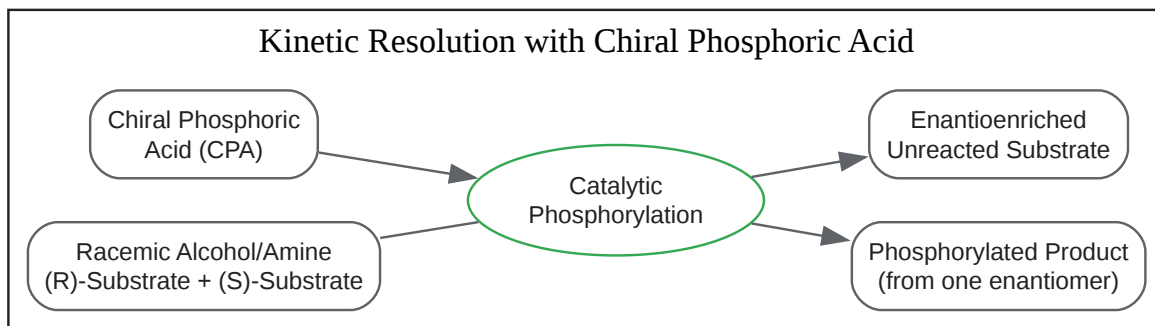 Kinetic Resolution with Chiral Phosphoric Acid
Chiral Phosphoric
Acid (CPA)
Racemic Alcohol/Amine
(R)-Substrate + (S)-Substrate
Catalytic
Phosphorylation
Enantioenriched
Unreacted Substrate
Phosphorylated Product
(from one enantiomer)